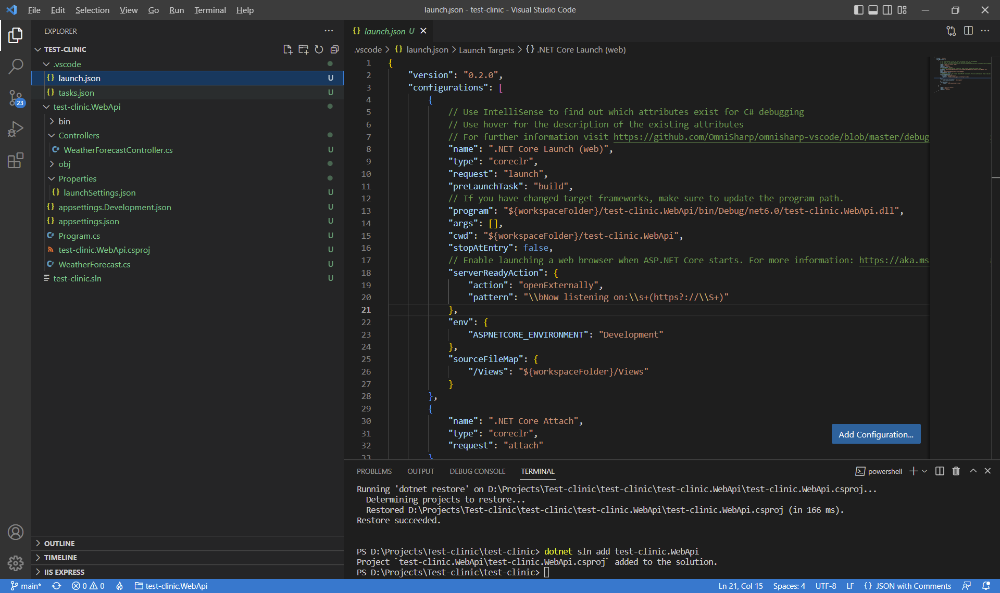 File Edit Selection View Go Run Terminal Help
launch.json - test-clinic - Visual Studio Code
EXPLORER
TEST-CLINIC
.vscode
launch.json U
tasks.json U
test-clinic.WebApi
bin
Controllers
WeatherForecastController.cs U
obj
Properties
launchSettings.json U
appsettings.Development.json U
appsettings.json U
Program.cs U
test-clinic.WebApi.csproj U
WeatherForecast.cs U
test-clinic.sln U
23
OUTLINE
TIMELINE
IIS EXPRESS
launch.json U
.vscode > launch.json > Launch Targets > {} .NET Core Launch (web)
1 {
2 "version": "0.2.0",
3 "configurations": [
4 {
5 // Use IntelliSense to find out which attributes exist for C# debugging
6 // Use hover for the description of the existing attributes
7 // For further information visit https://github.com/OmniSharp/omnisharp-vscode/blob/master/debug
8 "name": ".NET Core Launch (web)",
9 "type": "coreclr",
10 "request": "launch",
11 "preLaunchTask": "build",
12 // If you have changed target frameworks, make sure to update the program path.
13 "program": "${workspaceFolder}/test-clinic.WebApi/bin/Debug/net6.0/test-clinic.WebApi.dll",
14 "args": [],
15 "cwd": "${workspaceFolder}/test-clinic.WebApi",
16 "stopAtEntry": false,
17 // Enable launching a web browser when ASP.NET Core starts. For more information: https://aka.ms
18 "serverReadyAction": {
19 "action": "openExternally",
20 "pattern": "\\bNow listening on:\\s+(https?://\\S+)"
21 },
22 "env": {
23 "ASPNETCORE_ENVIRONMENT": "Development"
24 },
25 "sourceFileMap": {
26 "/Views": "${workspaceFolder}/Views"
27 }
28 },
29 {
30 "name": ".NET Core Attach",
31 "type": "coreclr",
32 "request": "attach"
33 }
Add Configuration...
PROBLEMS OUTPUT DEBUG CONSOLE TERMINAL
powershell
Running 'dotnet restore' on D:\Projects\Test-clinic\test-clinic\test-clinic.WebApi\test-clinic.WebApi.csproj...
Determining projects to restore...
Restored D:\Projects\Test-clinic\test-clinic\test-clinic.WebApi\test-clinic.WebApi.csproj (in 166 ms).
Restore succeeded.
PS D:\Projects\Test-clinic\test-clinic> dotnet sln add test-clinic.WebApi
Project `test-clinic.WebApi\test-clinic.WebApi.csproj` added to the solution.
PS D:\Projects\Test-clinic\test-clinic>
main* 0 0 test-clinic.WebApi
Ln 21, Col 15 Spaces: 4 UTF-8 LF {} JSON with Comments